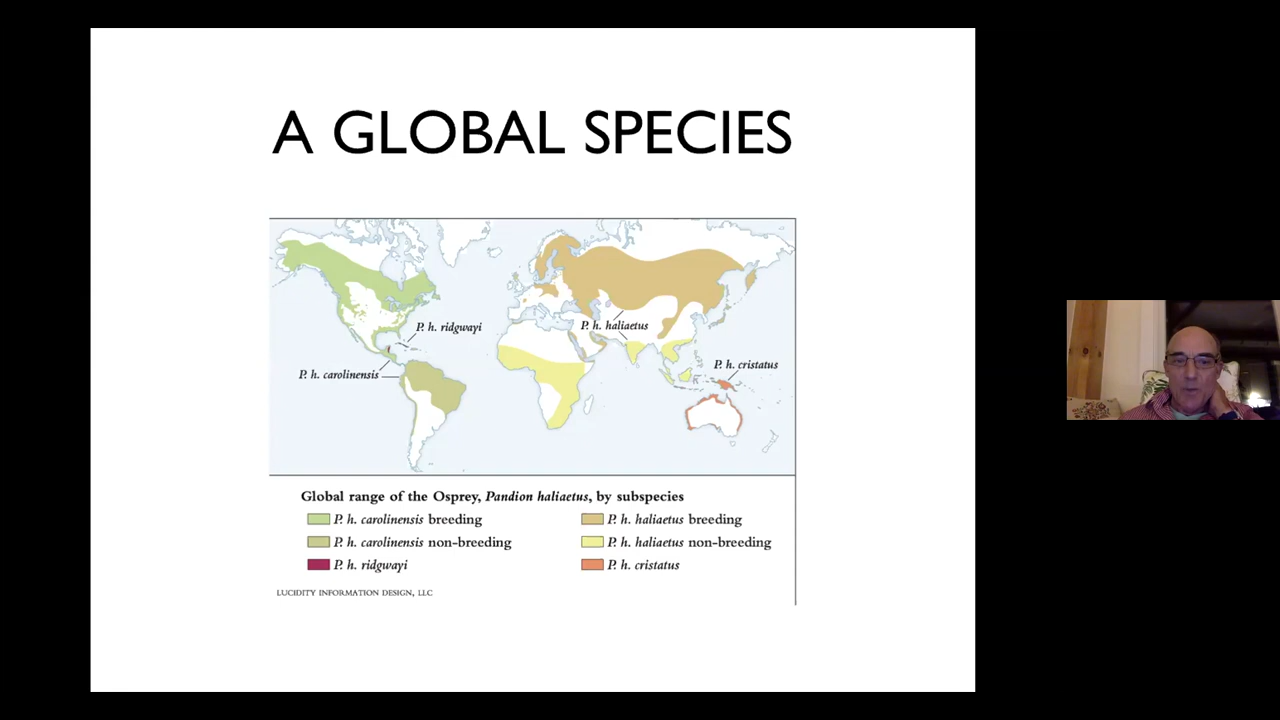 A GLOBAL SPECIES
P. h. ridgwayi
P. h. haliaetus
P. h. carolinensis
P. h. cristatus
Global range of the Osprey, Pandion haliaetus, by subspecies
P. h. carolinensis breeding
P. h. carolinensis non-breeding
P. h. ridgwayi
P. h. haliaetus breeding
P. h. haliaetus non-breeding
P. h. cristatus
LUCIDITY INFORMATION DESIGN, LLC